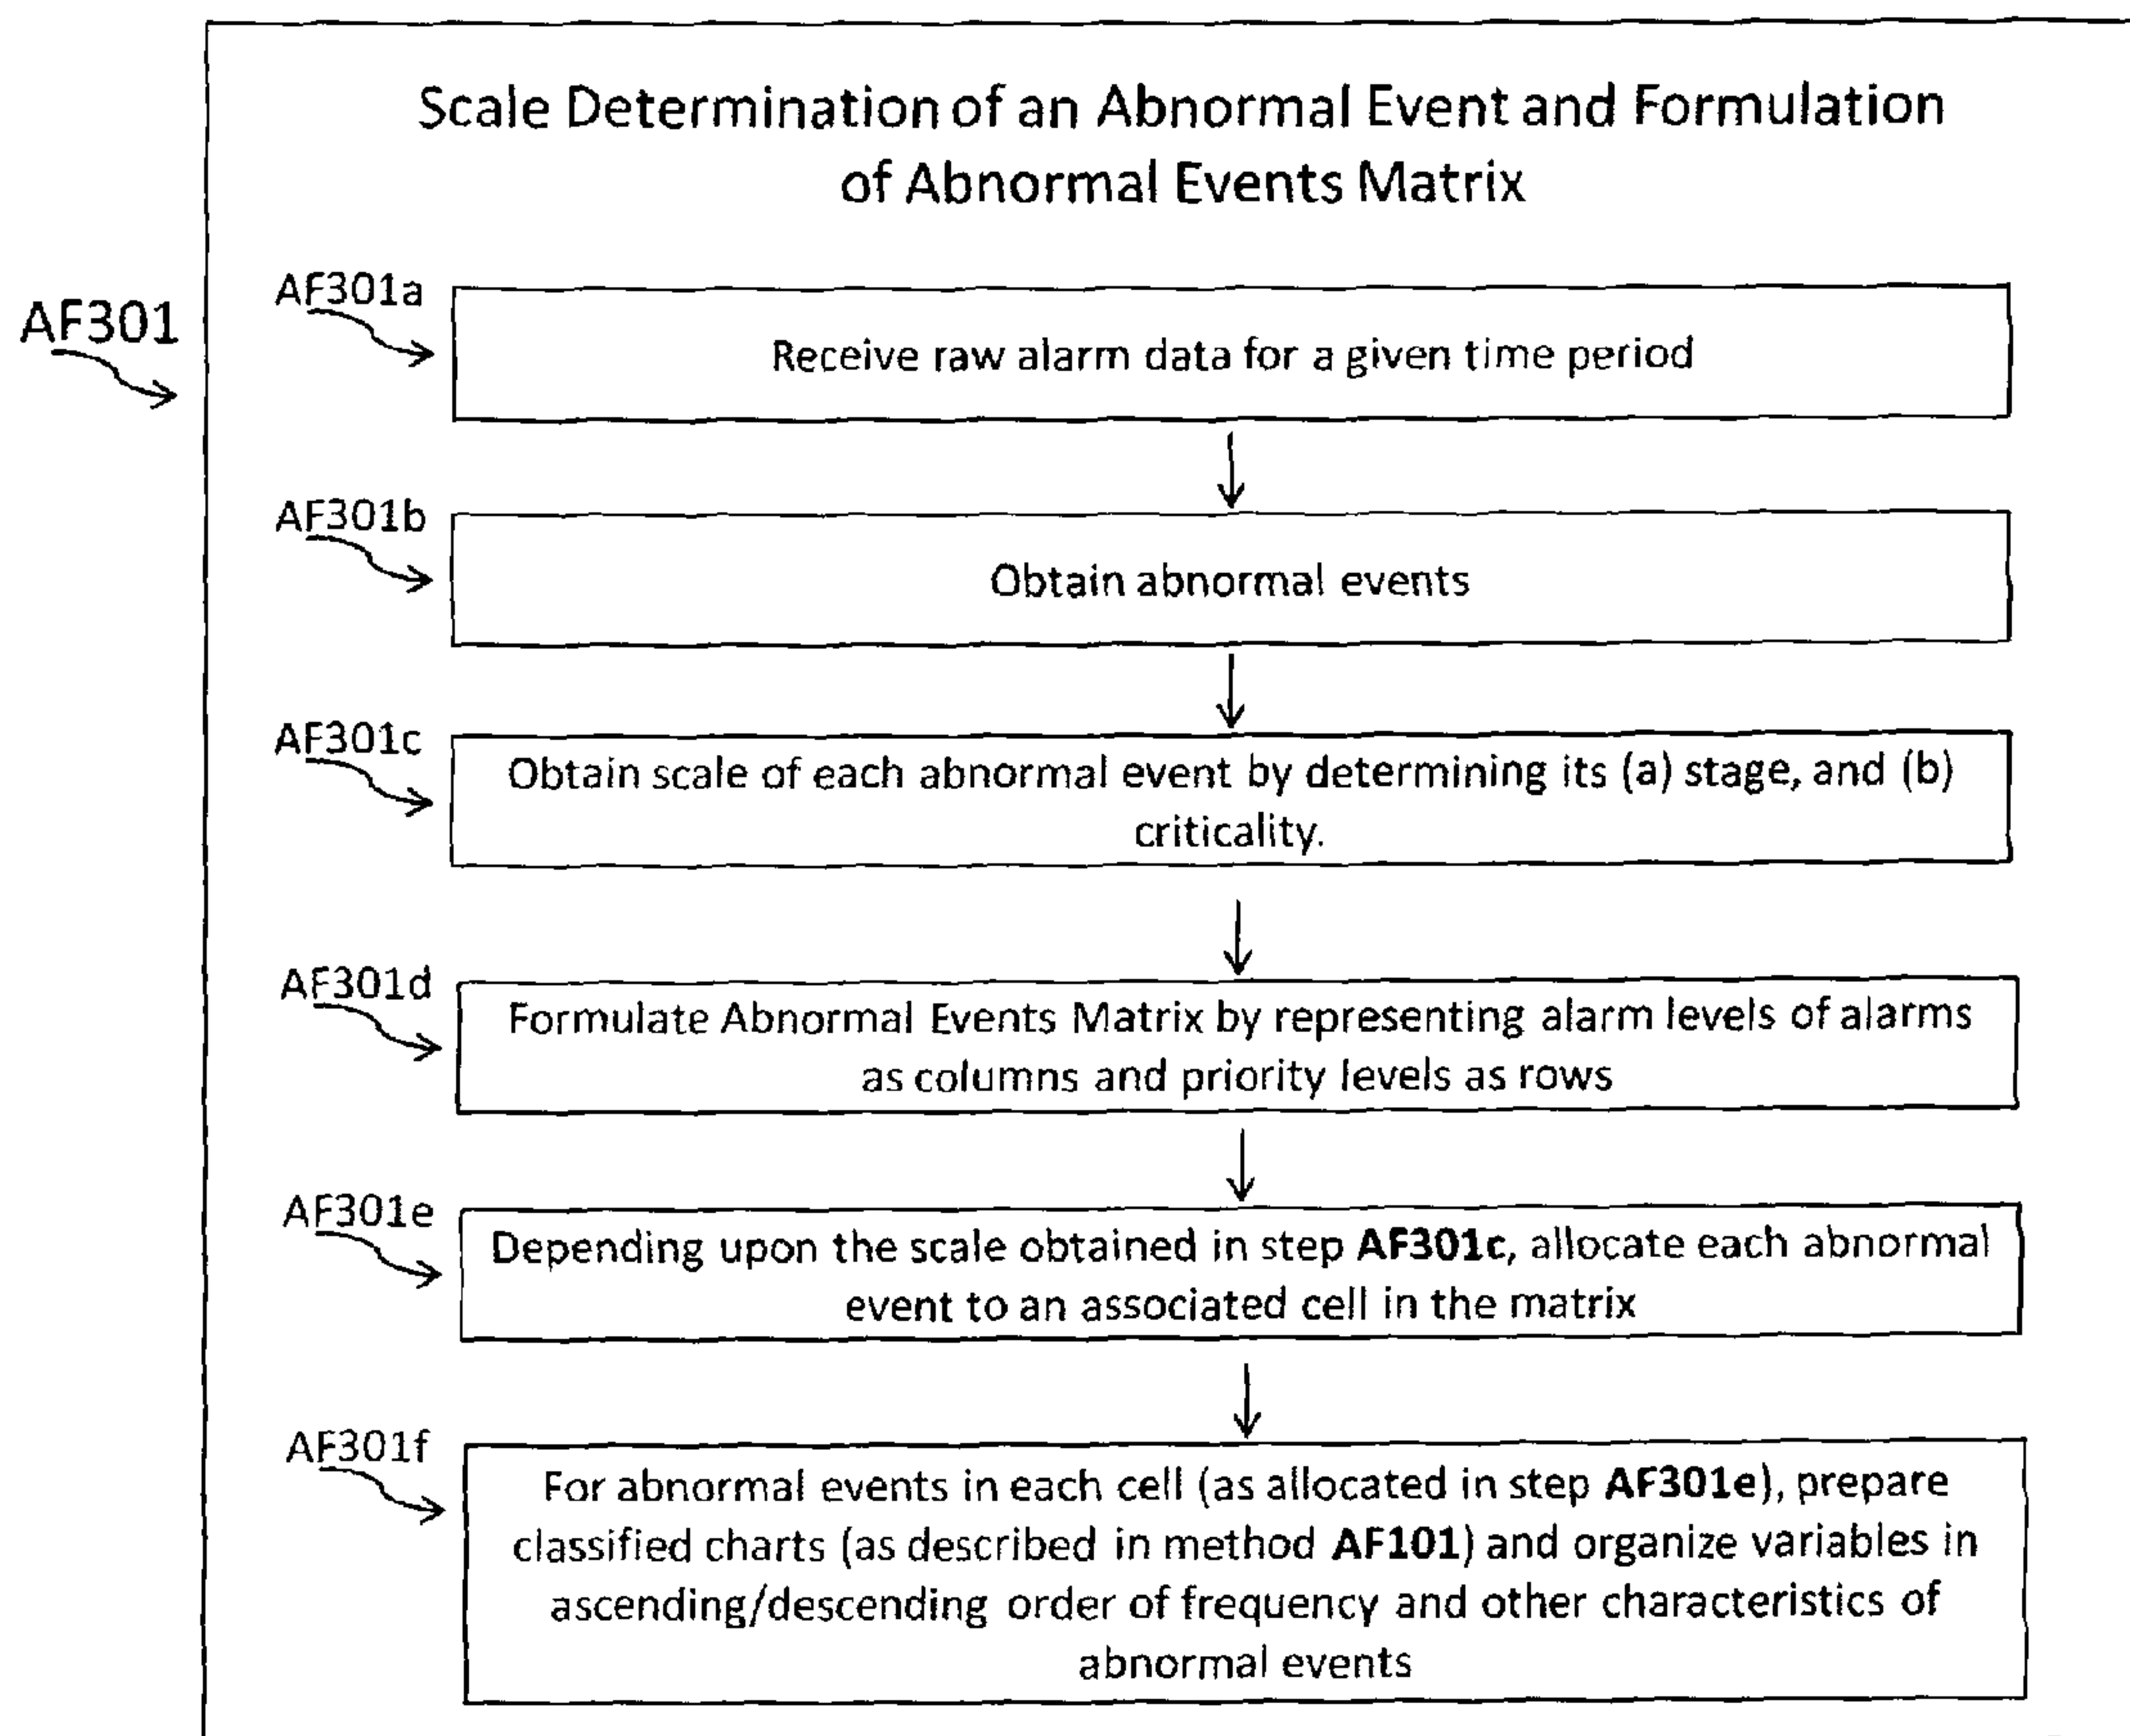 Scale Determination of an Abnormal Event and Formulation
of Abnormal Events Matrix
AF301
AF301a
Receive raw alarm data for a given time period
AF301b
Obtain abnormal events
AF301c
Obtain scale of each abnormal event by determining its (a) stage, and (b)
criticality.
AF301d
Formulate Abnormal Events Matrix by representing alarm levels of alarms
as columns and priority levels as rows
AF301e
Depending upon the scale obtained in step AF301c, allocate each abnormal
event to an associated cell in the matrix
AF301f
For abnormal events in each cell (as allocated in step AF301e), prepare
classified charts (as described in method AF101) and organize variables in
ascending/descending order of frequency and other characteristics of
abnormal events